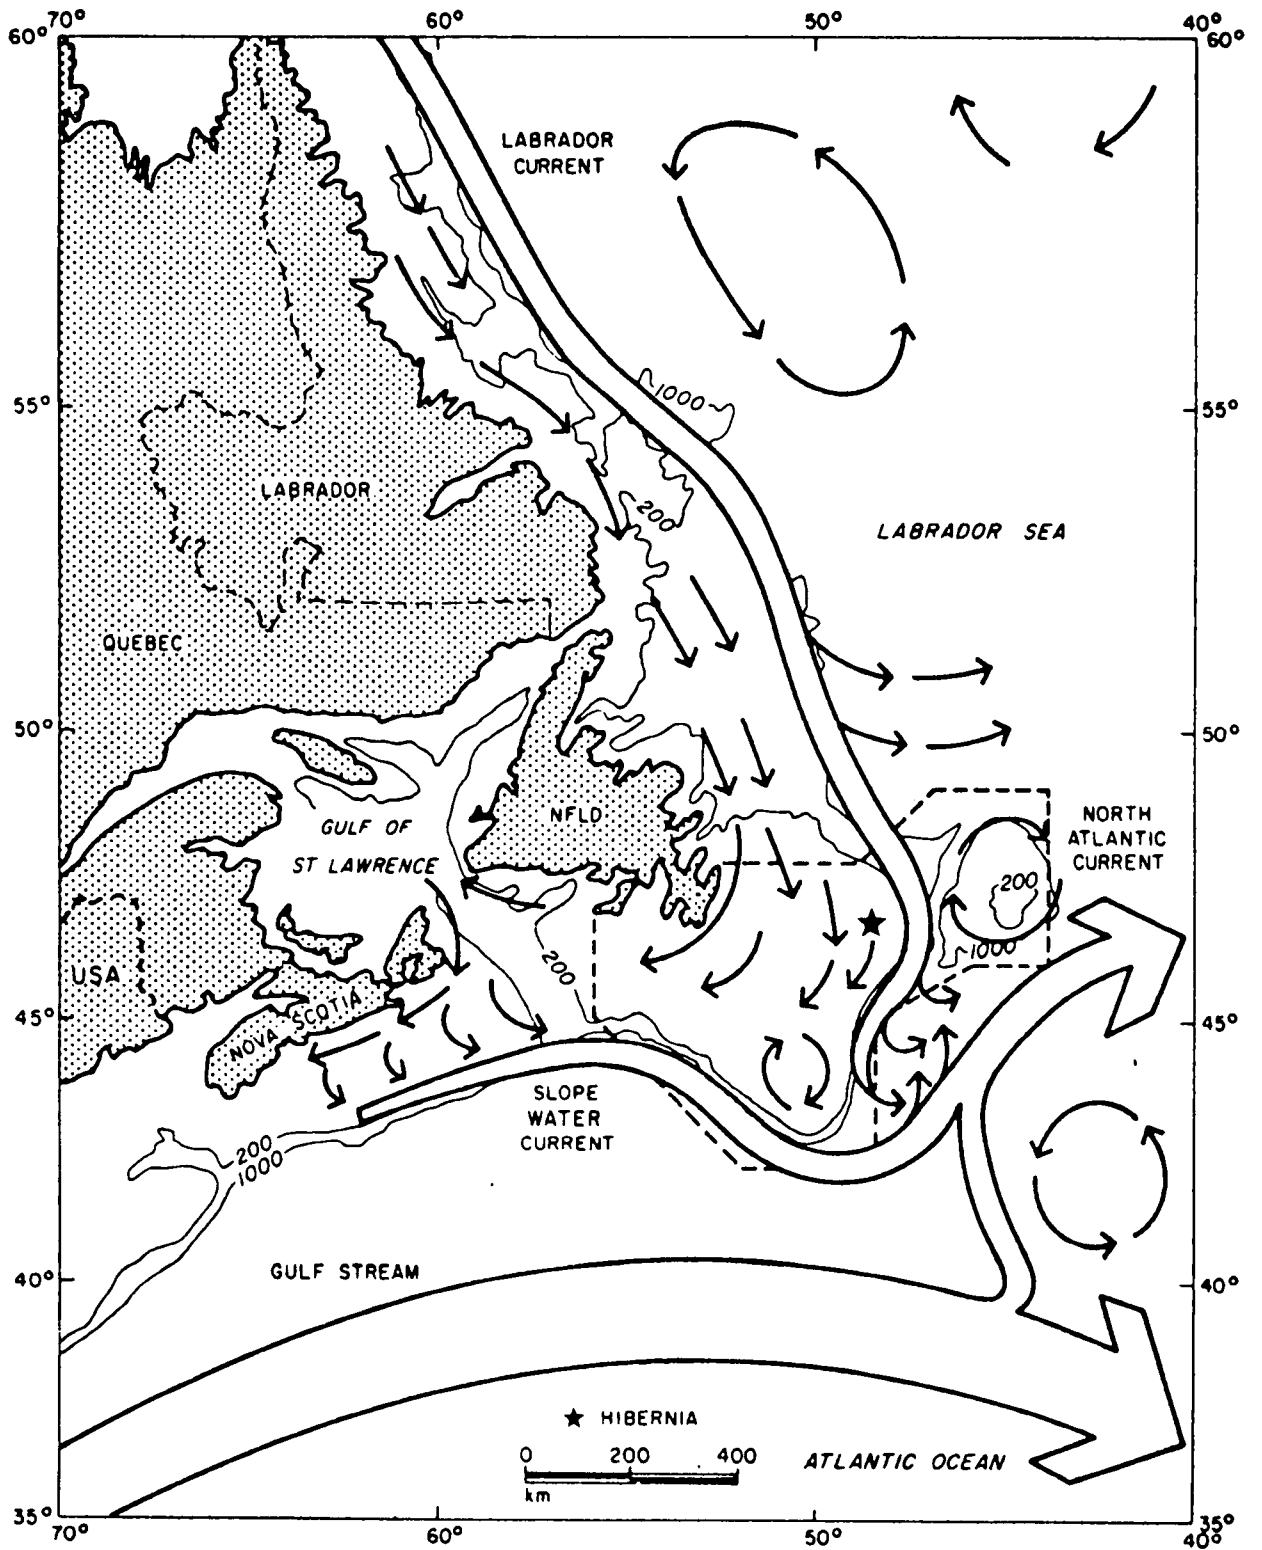 70° 60° 50° 40°
60° 60°
LABRADOR
CURRENT
55° 1000 55°
LABRADOR
200
LABRADOR SEA
QUEBEC
50° 50°
NFLD
GULF OF
ST LAWRENCE
NORTH
ATLANTIC
CURRENT
200
1000
USA
200
NOVA SCOTIA
45° 45°
SLOPE
WATER
CURRENT
200
1000
GULF STREAM
40° 40°
★ HIBERNIA
0 200 400
km
ATLANTIC OCEAN
35° 35°
70° 60° 50° 40°